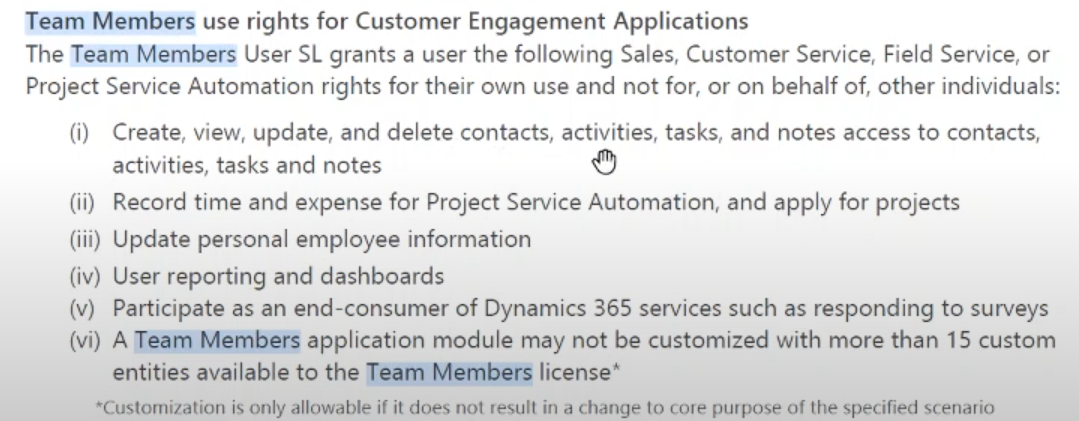 Team Members use rights for Customer Engagement Applications
The Team Members User SL grants a user the following Sales, Customer Service, Field Service, or
Project Service Automation rights for their own use and not for, or on behalf of, other individuals:
(i) Create, view, update, and delete contacts, activities, tasks, and notes access to contacts,
activities, tasks and notes
(ii) Record time and expense for Project Service Automation, and apply for projects
(iii) Update personal employee information
(iv) User reporting and dashboards
(v) Participate as an end-consumer of Dynamics 365 services such as responding to surveys
(vi) A Team Members application module may not be customized with more than 15 custom
entities available to the Team Members license*
*Customization is only allowable if it does not result in a change to core purpose of the specified scenario